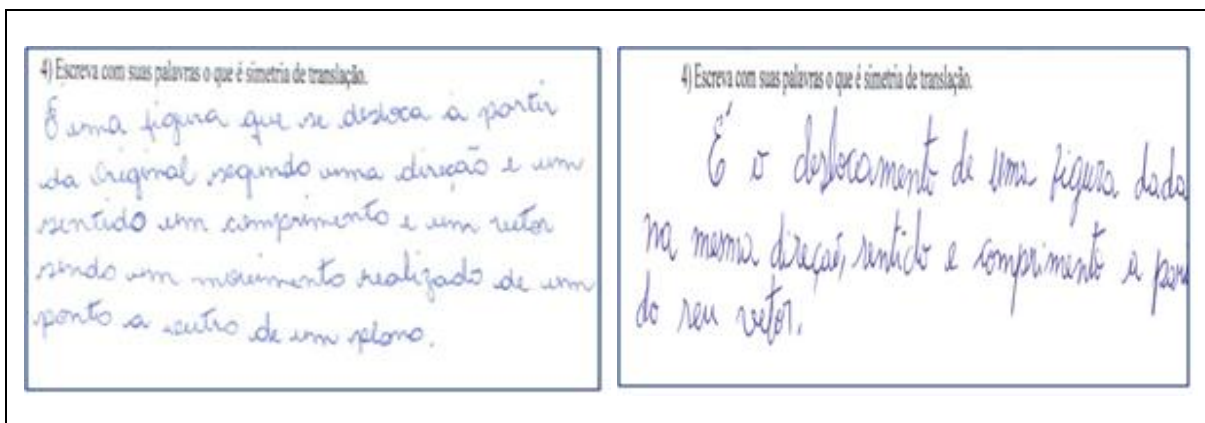 4) Escreva com suas palavras o que é simetria de translação.
É uma figura que se desloca a partir
da original segundo uma direção e um
sentido um comprimento e um vetor
sendo um movimento realizado de um
ponto a outro de um plano.
4) Escreva com suas palavras o que é simetria de translação.
É o deslocamento de uma figura dada
na mesma direção, sentido e comprimento a par
do seu vetor.